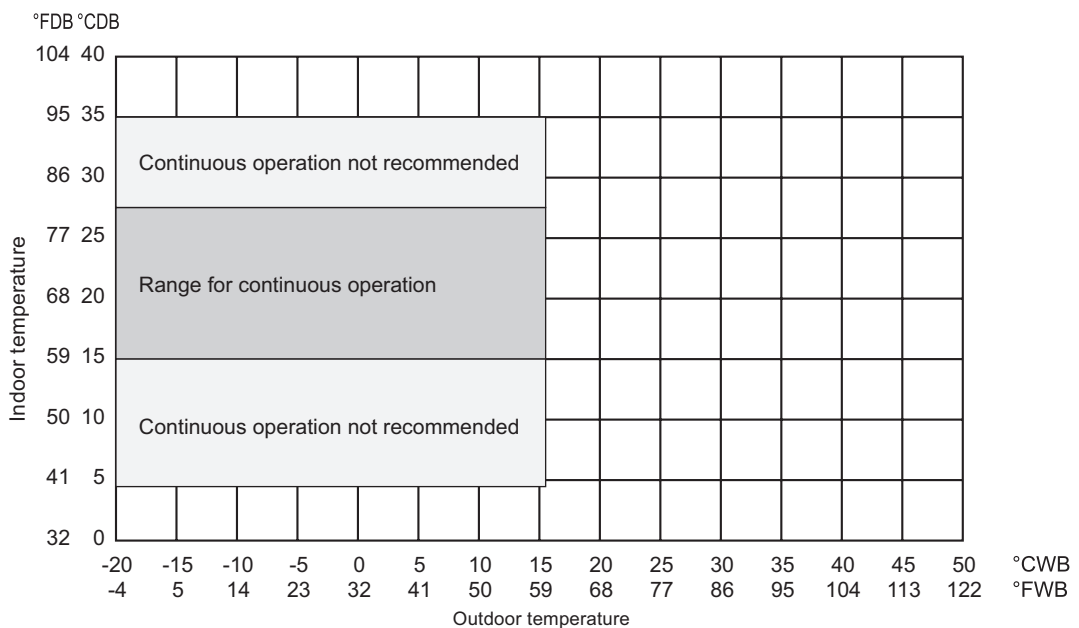 °FDB °CDB
104 40
95 35
Continuous operation not recommended
86 30
77 25
Range for continuous operation
68 20
59 15
50 10
Continuous operation not recommended
41 5
32 0
Indoor temperature
-20 -15 -10 -5 0 5 10 15 20 25 30 35 40 45 50 °CWB
-4 5 14 23 32 41 50 59 68 77 86 95 104 113 122 °FWB
Outdoor temperature